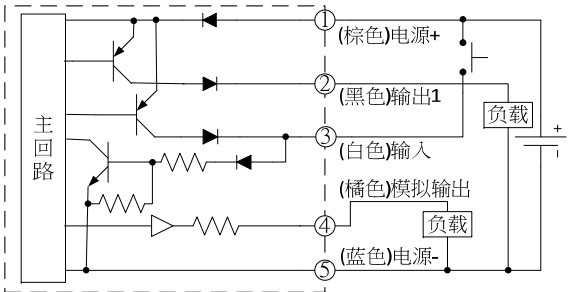 ① (棕色)电源+
② (黑色)输出1
负载
+
-
主回路
③ (白色)输入
④ (橘色)模拟输出
负载
⑤ (蓝色)电源-